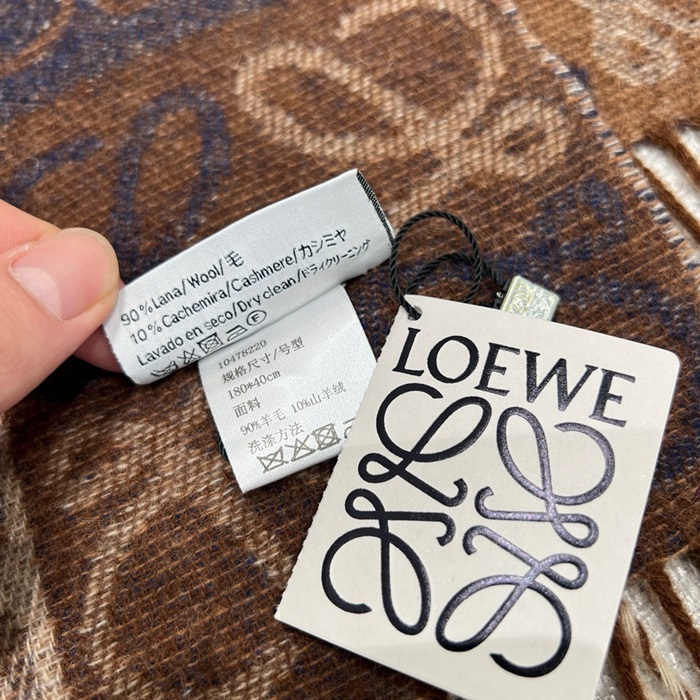 90%Lana/Wool/毛
10%Cachemira/Cashmere/カシミヤ
Lavado en seco/Dry clean/ドライクリーニング
F
10478220
规格尺寸/号型
180*40cm
面料
90%羊毛 10%山羊绒
洗涤方法
LOEWE